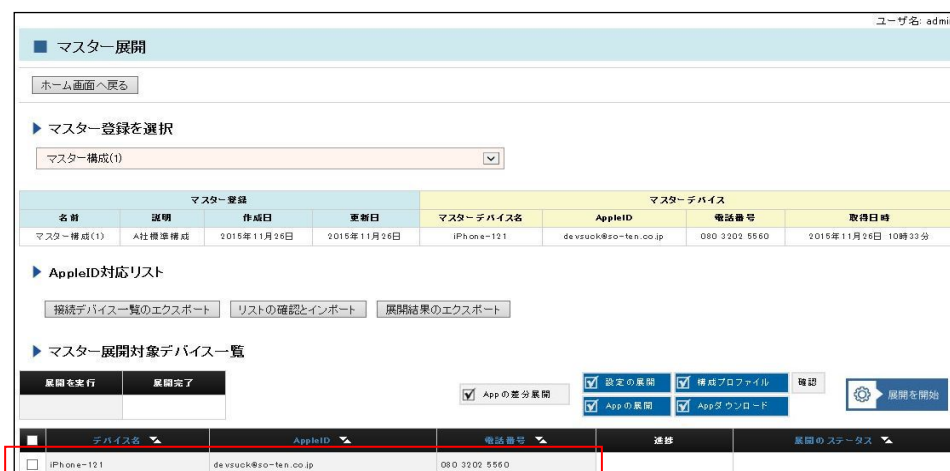 ユーザ名: admin
マスター展開
ホーム画面へ戻る
マスター登録を選択
マスター構成(1)
マスター登録 マスターデバイス
名前 説明 作成日 更新日 マスターデバイス名 AppleID 電話番号 取得日時
マスター構成(1) A社標準構成 2015年11月26日 2015年11月26日 iPhone-121 devsuok@so-ten.co.jp 080 3202 5560 2015年11月26日 10時33分
AppleID対応リスト
接続デバイス一覧のエクスポート リストの確認とインポート 展開結果のエクスポート
マスター展開対象デバイス一覧
展開を実行 展開完了
Appの差分展開
設定の展開 構成プロファイル 確認
Appの展開 Appダウンロード
展開を開始
デバイス名 AppleID 電話番号 進捗 展開のステータス
iPhone-121 devsuok@so-ten.co.jp 080 3202 5560